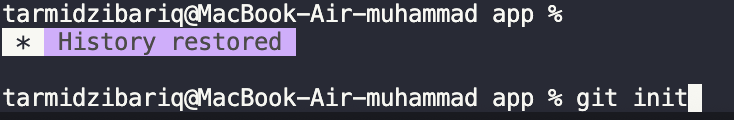 tarmidzibariq@MacBook-Air-muhammad app %
* History restored
tarmidzibariq@MacBook-Air-muhammad app % git init